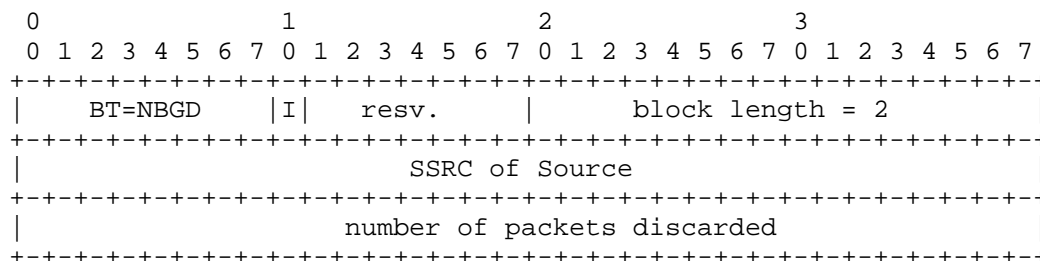 0 1 2 3
0 1 2 3 4 5 6 7 0 1 2 3 4 5 6 7 0 1 2 3 4 5 6 7 0 1 2 3 4 5 6 7
+-+-+-+-+-+-+-+-+-+-+-+-+-+-+-+-+-+-+-+-+-+-+-+-+-+-+-+-+-+-+-+-+-
| BT=NBGD |I| resv. | block length = 2 |
+-+-+-+-+-+-+-+-+-+-+-+-+-+-+-+-+-+-+-+-+-+-+-+-+-+-+-+-+-+-+-+-+-
| SSRC of Source |
+-+-+-+-+-+-+-+-+-+-+-+-+-+-+-+-+-+-+-+-+-+-+-+-+-+-+-+-+-+-+-+-+-
| number of packets discarded |
+-+-+-+-+-+-+-+-+-+-+-+-+-+-+-+-+-+-+-+-+-+-+-+-+-+-+-+-+-+-+-+-+-